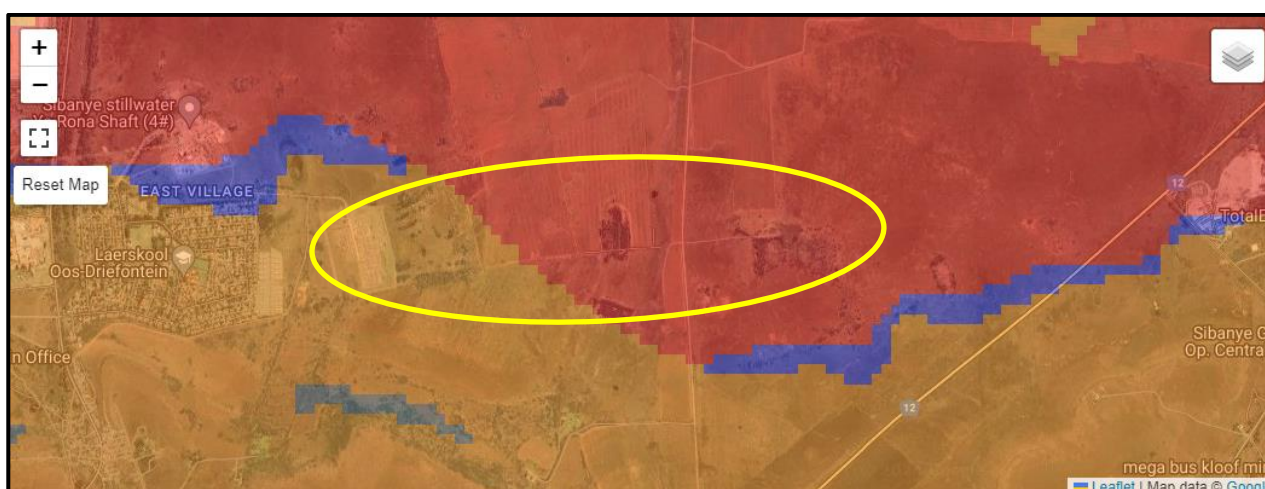 +
−
Reset Map
Sibanye stillwater
Rona Shaft (4#)
EAST VILLAGE
Laerskool
Oos-Driefontein
n Office
12
12
TotalE
Sibanye G
Op. Centra
mega bus kloof mi
Leaflet | Map data © Googl